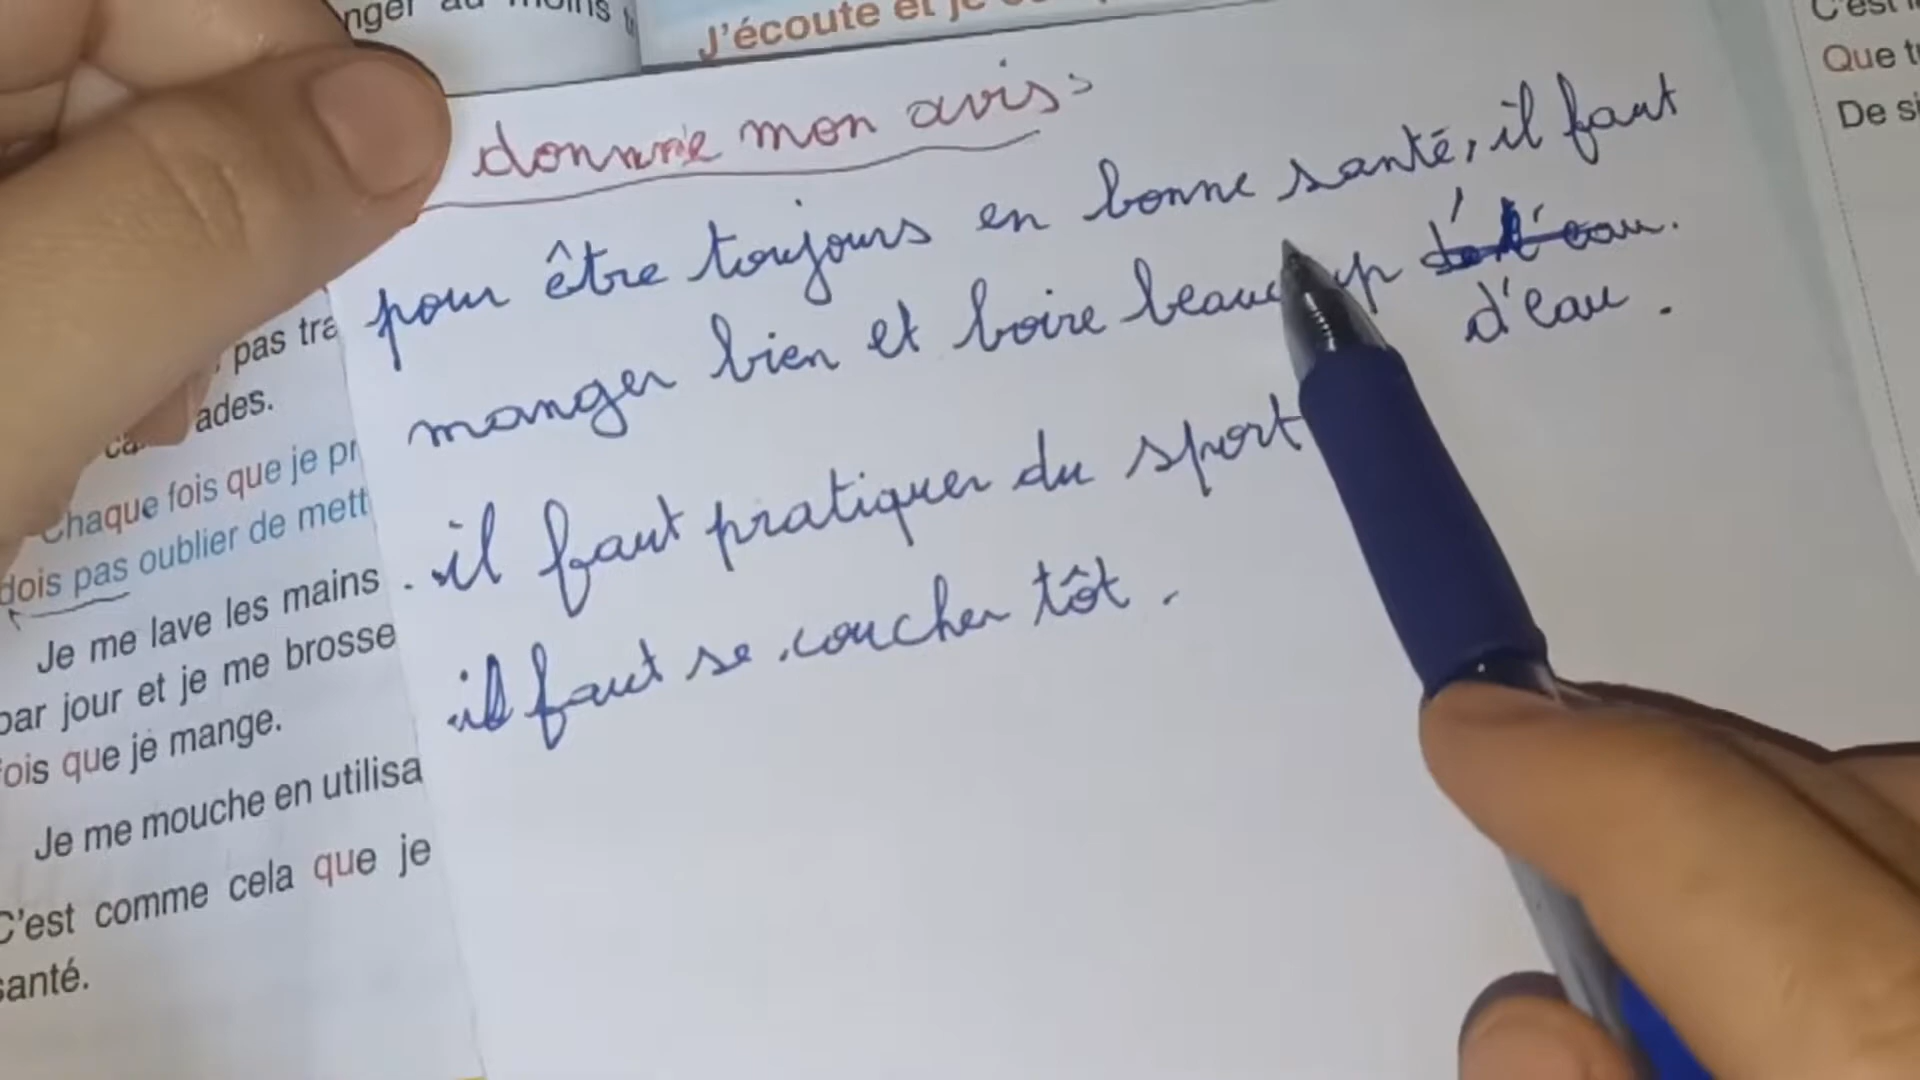 J'écoute et je
donne mon avis:
pour être toujours en bonne santé, il faut
manger bien et boire beaucoup de l'eau.
d'eau.
il faut pratiquer du sport
il faut se coucher tôt.
pas tra
ades.
Chaque fois que je pr
dois pas oublier de mett
Je me lave les mains
par jour et je me brosse
fois que je mange.
Je me mouche en utilisa
C'est comme cela que je
santé.
C'est l
Que t
De si